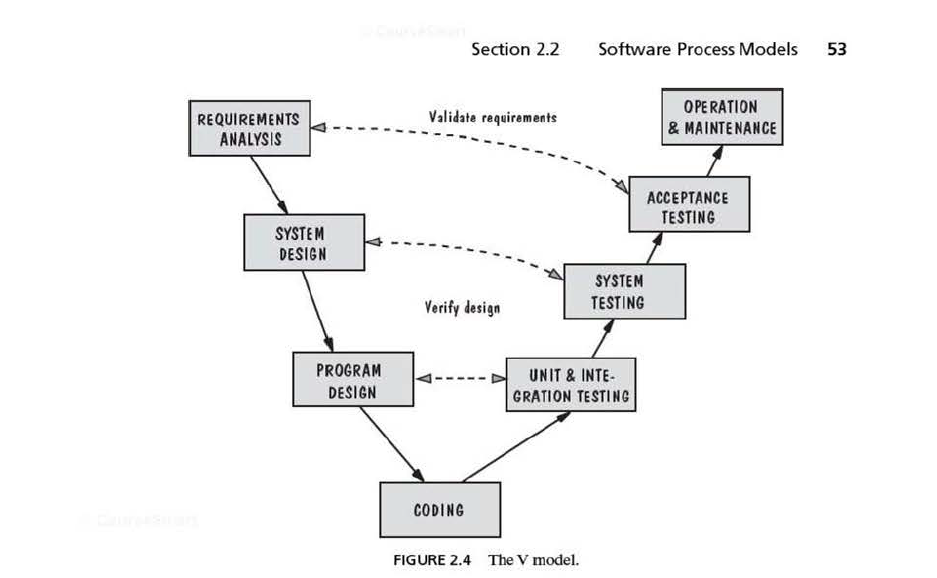 Section 2.2 Software Process Models 53
REQUIREMENTS
ANALYSIS
Validate requirements
OPERATION
& MAINTENANCE
ACCEPTANCE
TESTING
SYSTEM
DESIGN
SYSTEM
TESTING
Verify design
PROGRAM
DESIGN
UNIT & INTE-
GRATION TESTING
CODING
FIGURE 2.4 The V model.